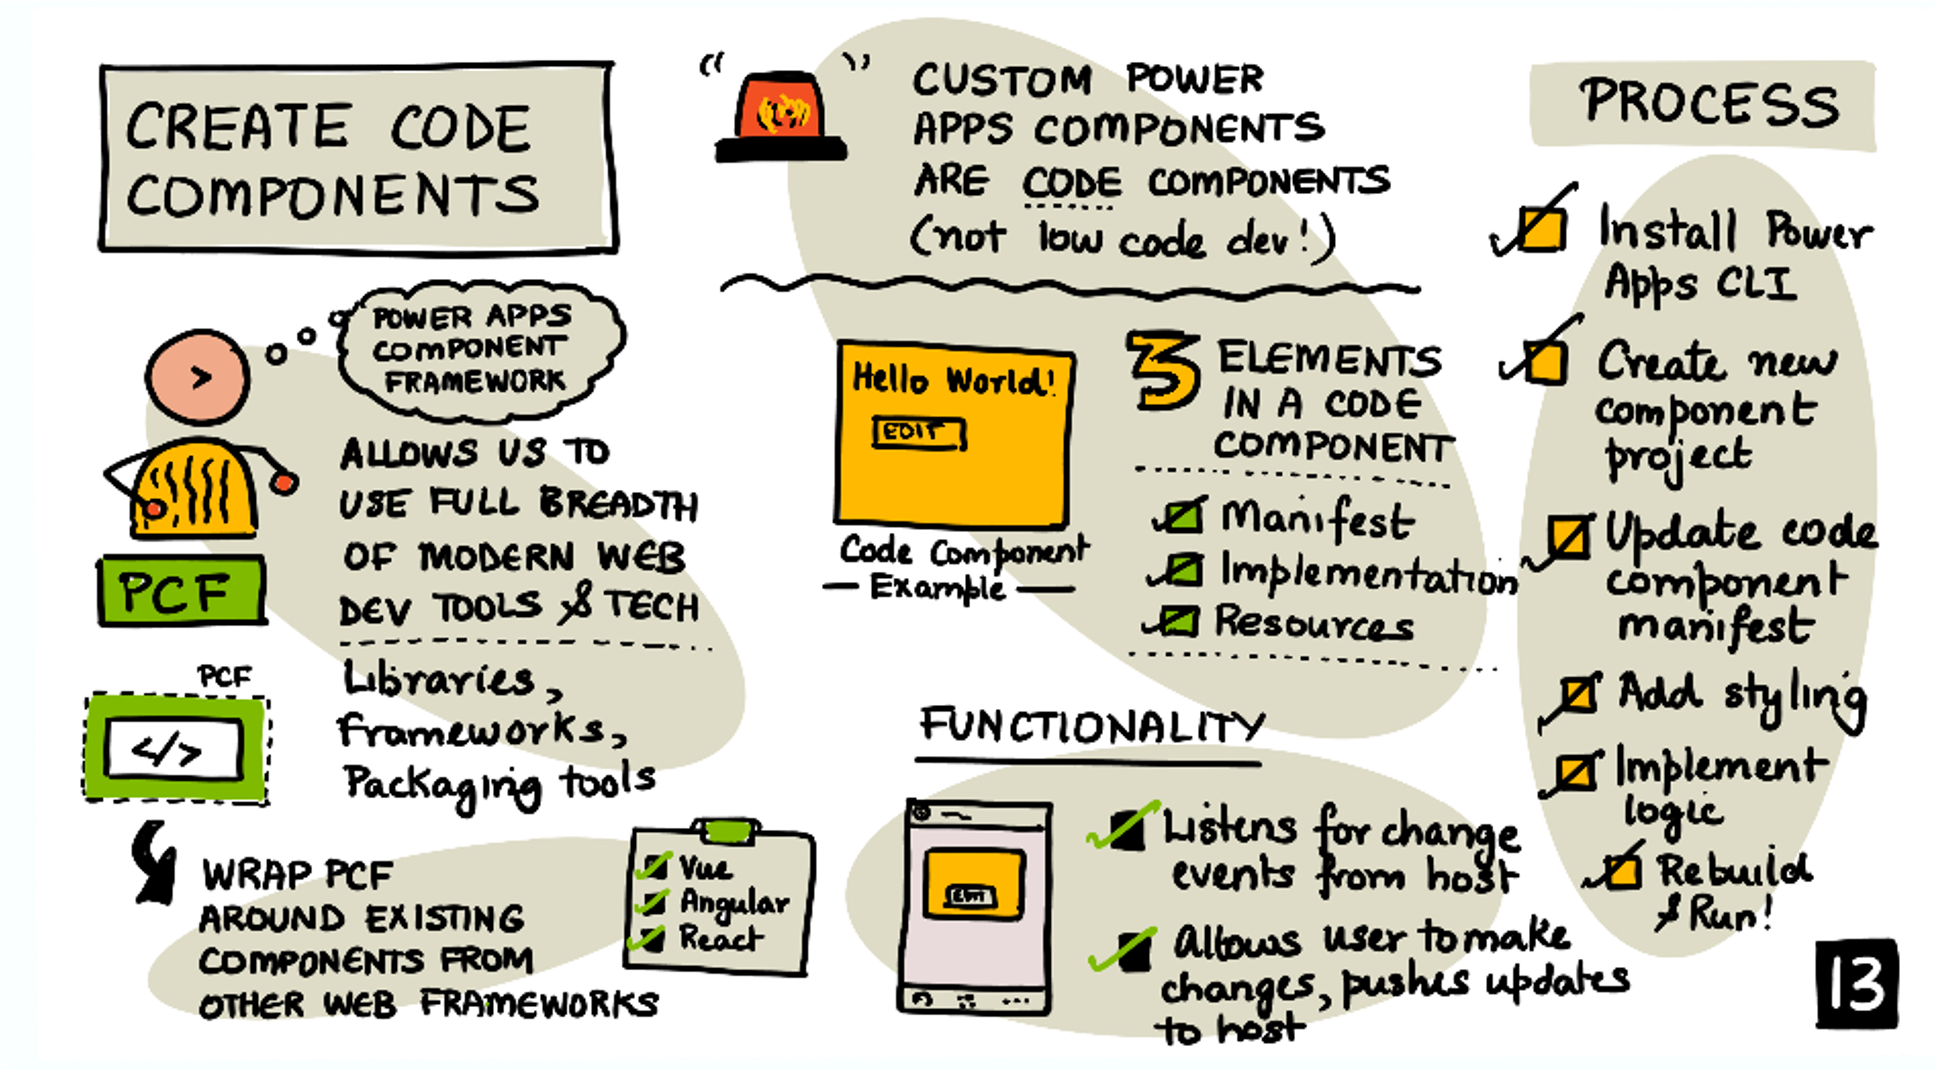 CREATE CODE
COMPONENTS
POWER APPS
COMPONENT
FRAMEWORK
>
PCF
ALLOWS US TO
USE FULL BREADTH
OF MODERN WEB
DEV TOOLS & TECH
Libraries,
Frameworks,
Packaging tools
PCF
</>
WRAP PCF
AROUND EXISTING
COMPONENTS FROM
OTHER WEB FRAMEWORKS
Vue
Angular
React
CUSTOM POWER
APPS COMPONENTS
ARE CODE COMPONENTS
(not low code dev!)
Hello World!
EDIT
Code Component
Example
3 ELEMENTS
IN A CODE
COMPONENT
Manifest
Implementation
Resources
FUNCTIONALITY
EDIT
Listens for change
events from host
Allows user to make
changes, pushes updates
to host
PROCESS
Install Power
Apps CLI
Create new
component
project
Update code
component
manifest
Add styling
Implement
logic
Rebuild
& Run!
13